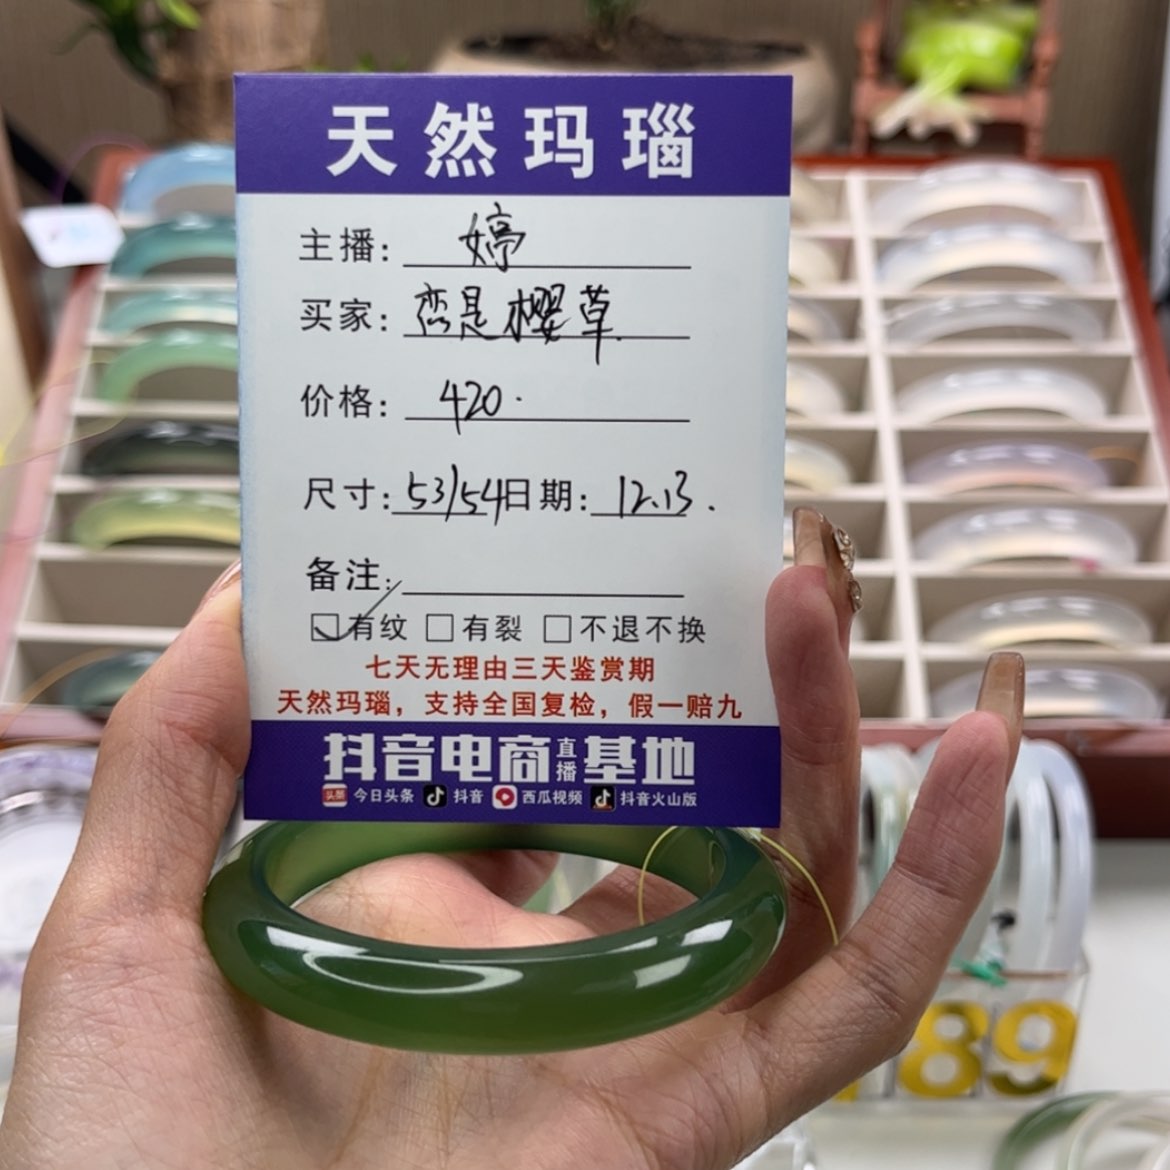 天然玛瑙
主播: 婷
买家: 恋是樱草.
价格: 420.
尺寸: 53/54 日期: 12.13.
备注:
有纹 有裂 不退不换
七天无理由三天鉴赏期
天然玛瑙，支持全国复检，假一赔九
抖音电商直播基地
头条 今日头条 抖音 西瓜视频 抖音火山版
89